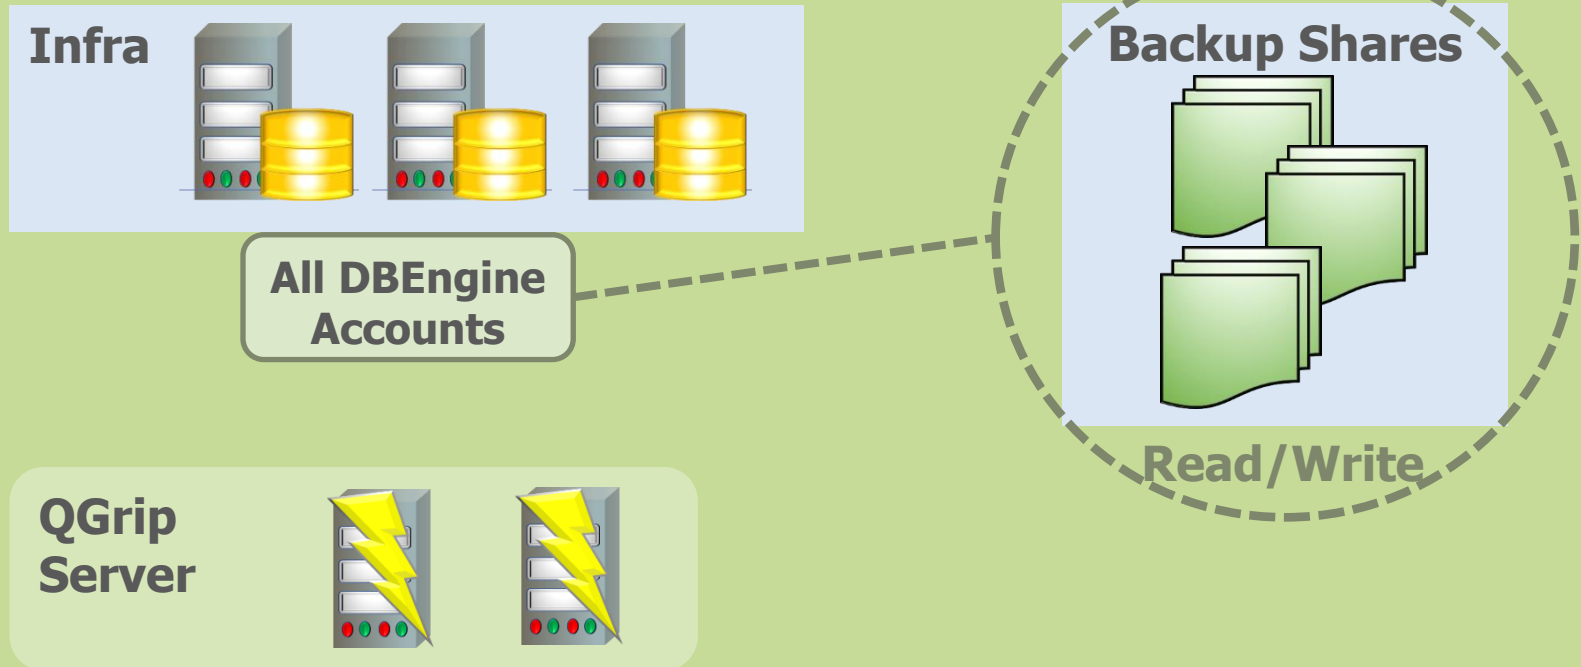 Infra
Backup Shares
All DBEngine
Accounts
Read/Write
QGrip
Server